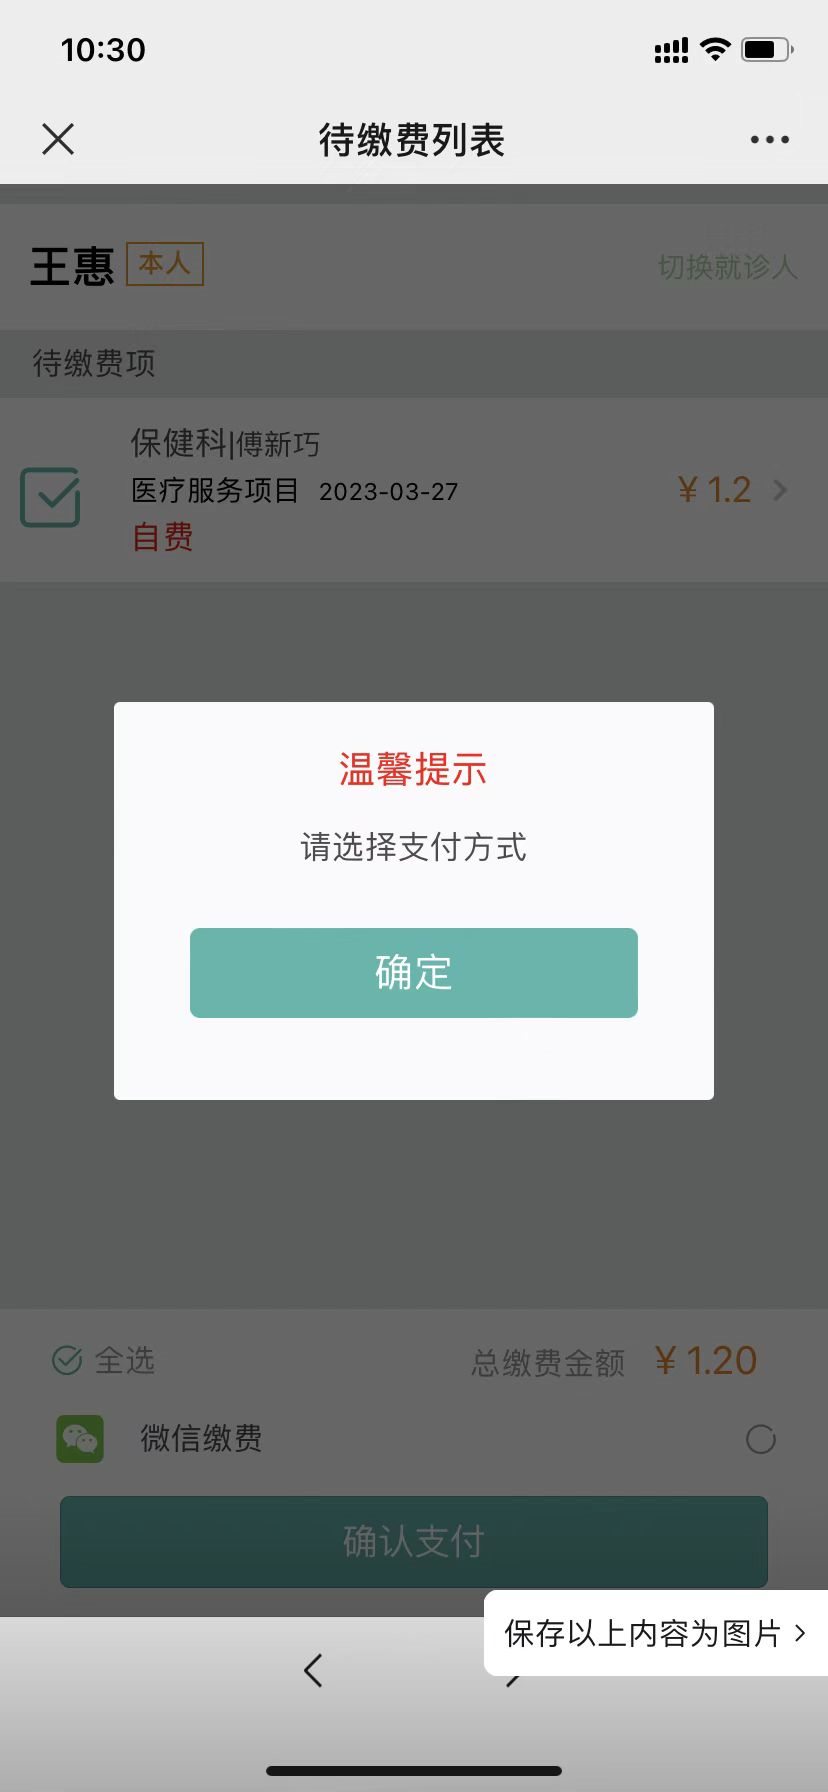 10:30
待缴费列表
王惠 本人 切换就诊人
待缴费项
保健科|傅新巧
医疗服务项目 2023-03-27 ¥ 1.2
自费
温馨提示
请选择支付方式
确定
全选 总缴费金额 ¥ 1.20
微信缴费
确认支付
保存以上内容为图片